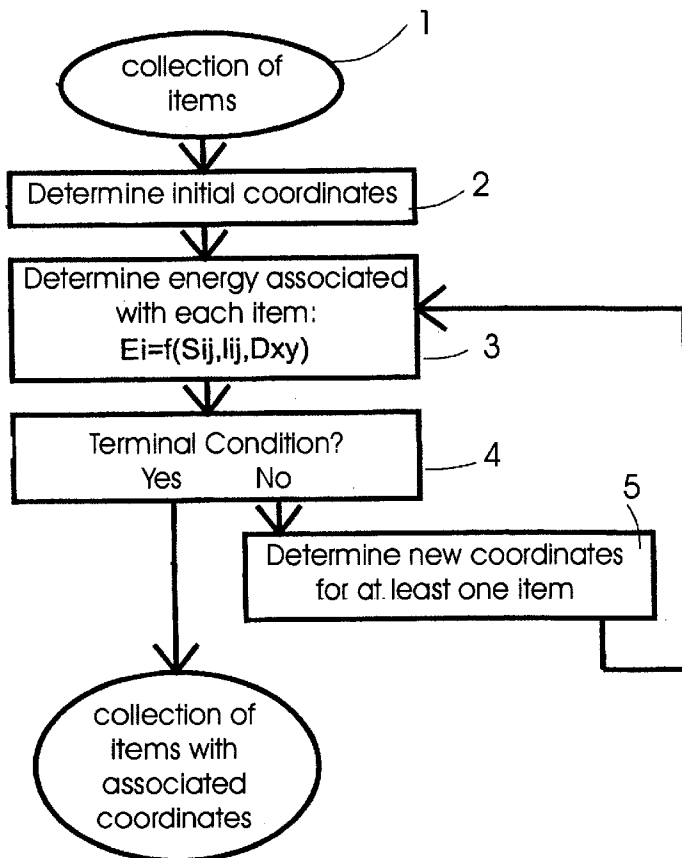 1
collection of
items
Determine initial coordinates
2
Determine energy associated
with each item:
Ei=f(Sij,Iij,Dxy)
3
Terminal Condition?
Yes No
4
5
Determine new coordinates
for at least one item
collection of
items with
associated
coordinates